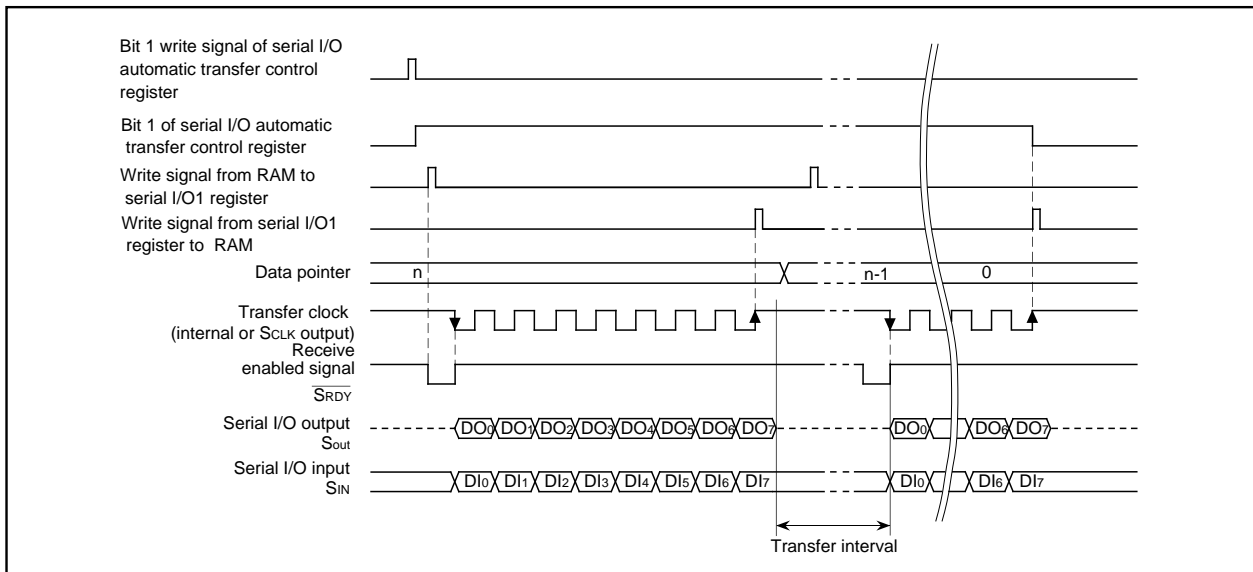 Bit 1 write signal of serial I/O
automatic transfer control
register
Bit 1 of serial I/O automatic
transfer control register
Write signal from RAM to
serial I/O1 register
Write signal from serial I/O1
register to RAM
Data pointer
n
n-1
0
Transfer clock
(internal or SCLK output)
Receive
enabled signal
SRDY
Serial I/O output
Sout
DO0 DO1 DO2 DO3 DO4 DO5 DO6 DO7 DO0 DO6 DO7
Serial I/O input
SIN
DI0 DI1 DI2 DI3 DI4 DI5 DI6 DI7 DI0 DI6 DI7
Transfer interval